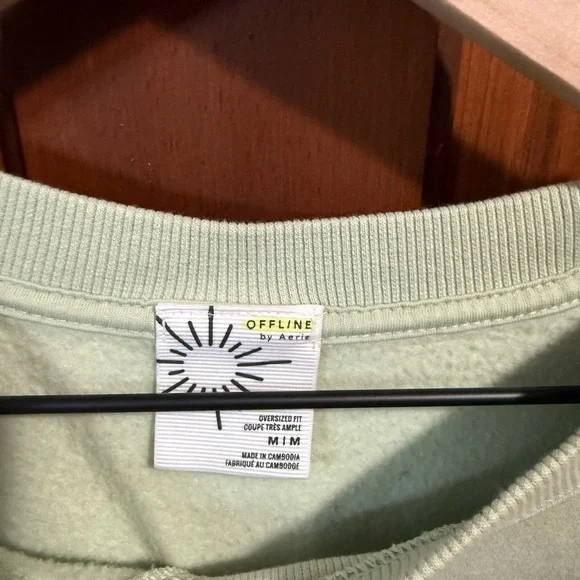 OFFLINE
by Aerie
OVERSIZED FIT
COUPE TRÈS AMPLE
M|M
MADE IN CAMBODIA
FABRIQUÉ AU CAMBODGE